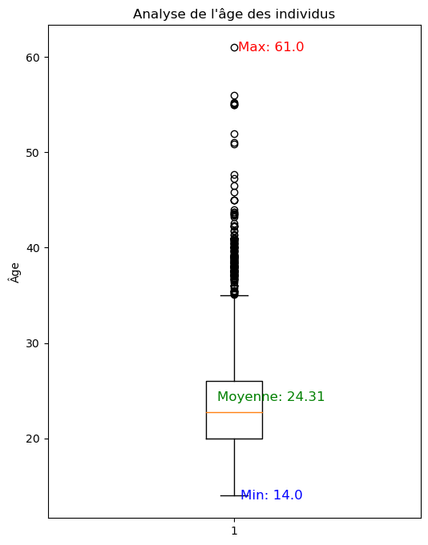 Analyse de l'âge des individus
60
Max: 61.0
50
40
Âge
30
Moyenne: 24.31
20
Min: 14.0
1